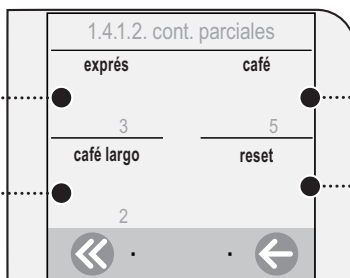 1.4.1.2. cont. parciales
exprés café
3 5
café largo reset
2